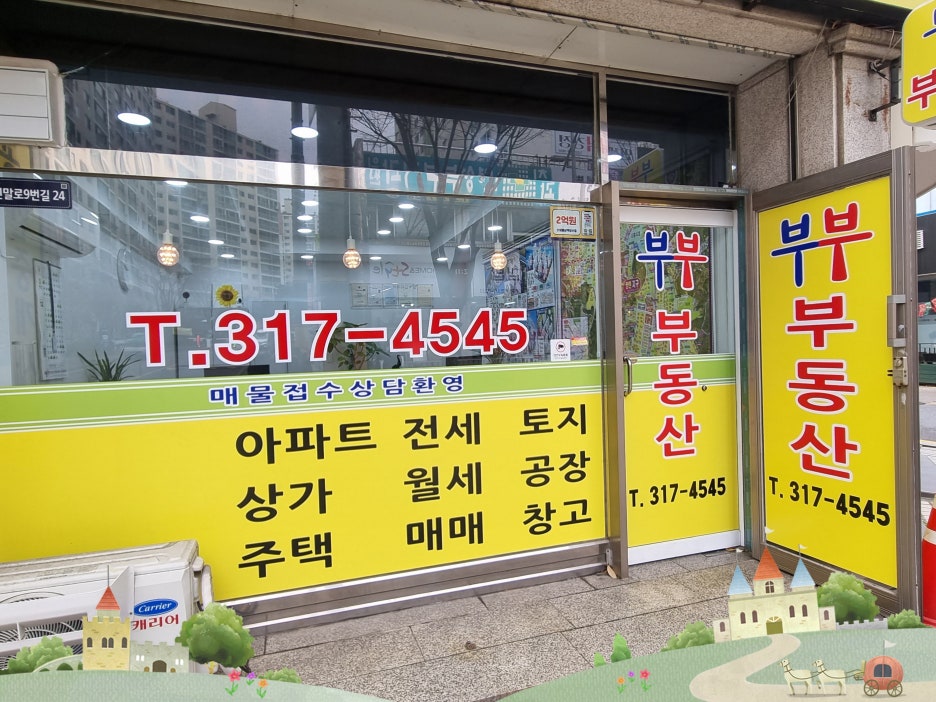 말로9번길 24
2억원
Style
T.317-4545
매물접수상담환영
아파트 전세 토지
상가 월세 공장
주택 매매 창고
부부
부동산
T. 317-4545
부부
부동산
T. 317-4545
부
Carrier
캐리어